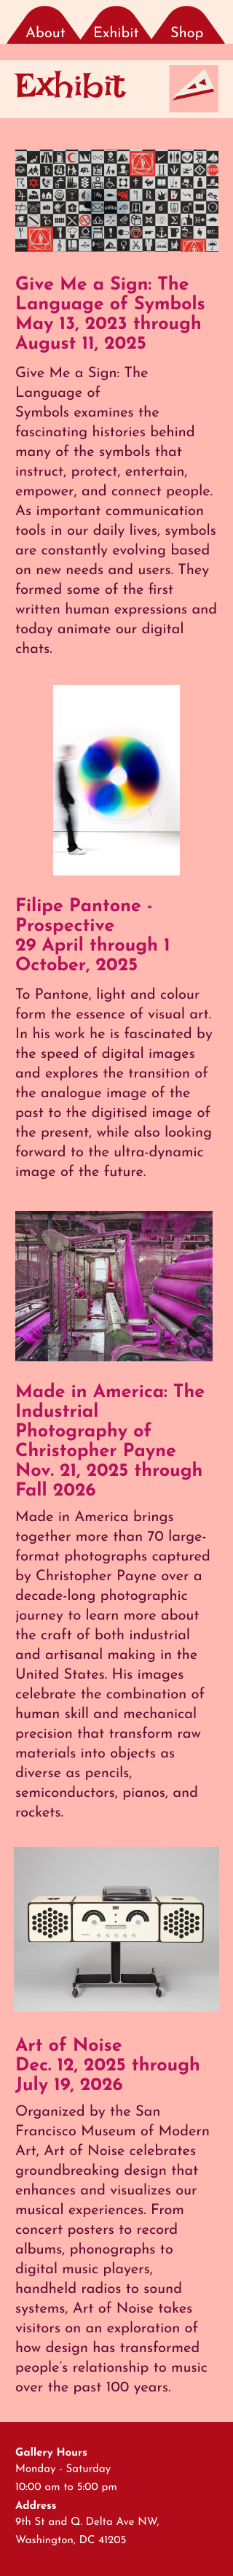 About Exhibit Shop
Exhibit
Give Me a Sign: The
Language of Symbols
May 13, 2023 through
August 11, 2025
Give Me a Sign: The
Language of
Symbols examines the
fascinating histories behind
many of the symbols that
instruct, protect, entertain,
empower, and connect people.
As important communication
tools in our daily lives, symbols
are constantly evolving based
on new needs and users. They
formed some of the first
written human expressions and
today animate our digital
chats.
Filipe Pantone -
Prospective
29 April through 1
October, 2025
To Pantone, light and colour
form the essence of visual art.
In his work he is fascinated by
the speed of digital images
and explores the transition of
the analogue image of the
past to the digitised image of
the present, while also looking
forward to the ultra-dynamic
image of the future.
Made in America: The
Industrial
Photography of
Christopher Payne
Nov. 21, 2025 through
Fall 2026
Made in America brings
together more than 70 large-
format photographs captured
by Christopher Payne over a
decade-long photographic
journey to learn more about
the craft of both industrial
and artisanal making in the
United States. His images
celebrate the combination of
human skill and mechanical
precision that transform raw
materials into objects as
diverse as pencils,
semiconductors, pianos, and
rockets.
Art of Noise
Dec. 12, 2025 through
July 19, 2026
Organized by the San
Francisco Museum of Modern
Art, Art of Noise celebrates
groundbreaking design that
enhances and visualizes our
musical experiences. From
concert posters to record
albums, phonographs to
digital music players,
handheld radios to sound
systems, Art of Noise takes
visitors on an exploration of
how design has transformed
people's relationship to music
over the past 100 years.
Gallery Hours
Monday - Saturday
10:00 am to 5:00 pm
Address
9th St and Q. Delta Ave NW,
Washington, DC 41205